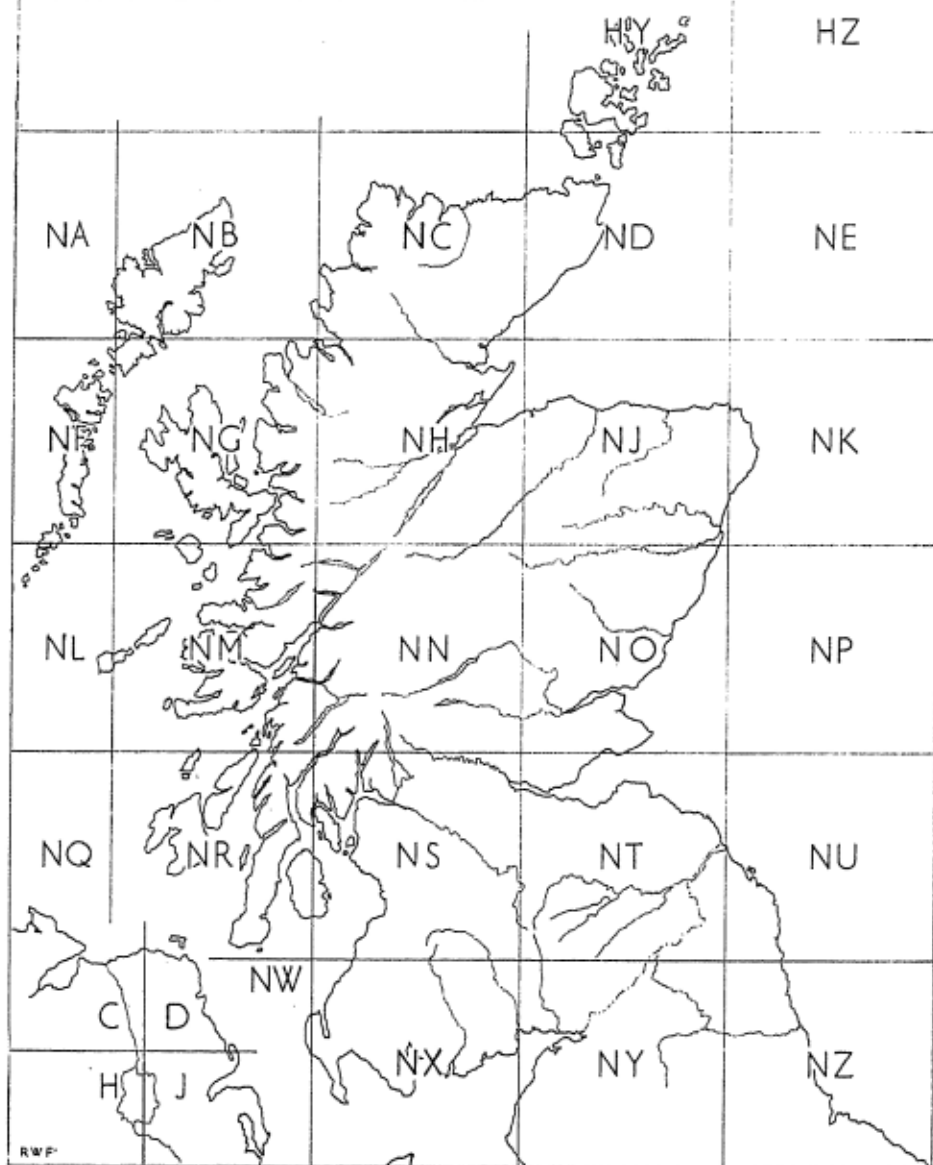 HY HZ
NA NB NC ND NE
NF NG NH NJ NK
NL NM NN NO NP
NQ NR NS NT NU
NW
C D
NX NY NZ
H J
RWF